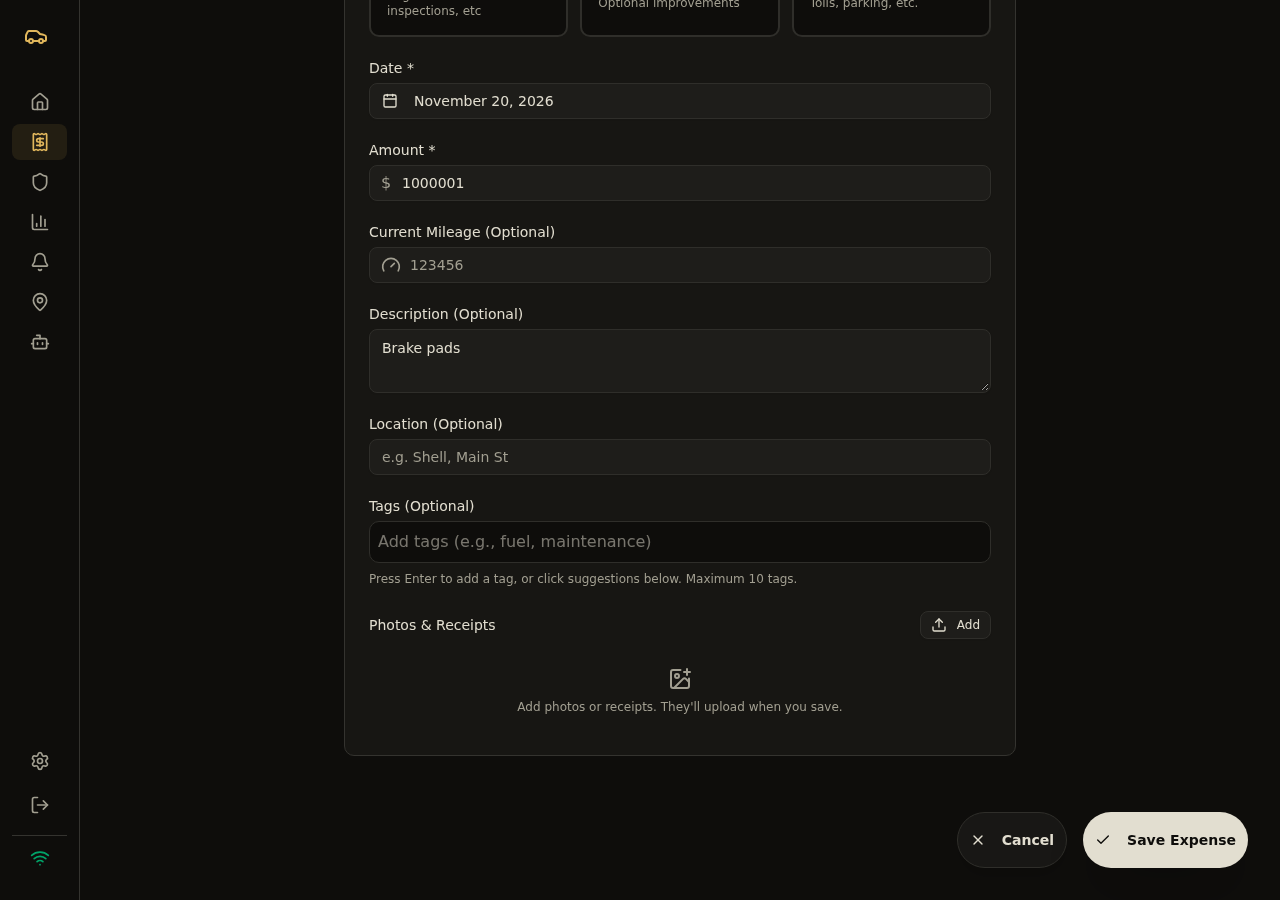 inspections, etc
Optional improvements
Tolls, parking, etc.
Date *
November 20, 2026
Amount *
$ 1000001
Current Mileage (Optional)
123456
Description (Optional)
Brake pads
Location (Optional)
e.g. Shell, Main St
Tags (Optional)
Add tags (e.g., fuel, maintenance)
Press Enter to add a tag, or click suggestions below. Maximum 10 tags.
Photos & Receipts
Add
Add photos or receipts. They'll upload when you save.
Cancel
Save Expense